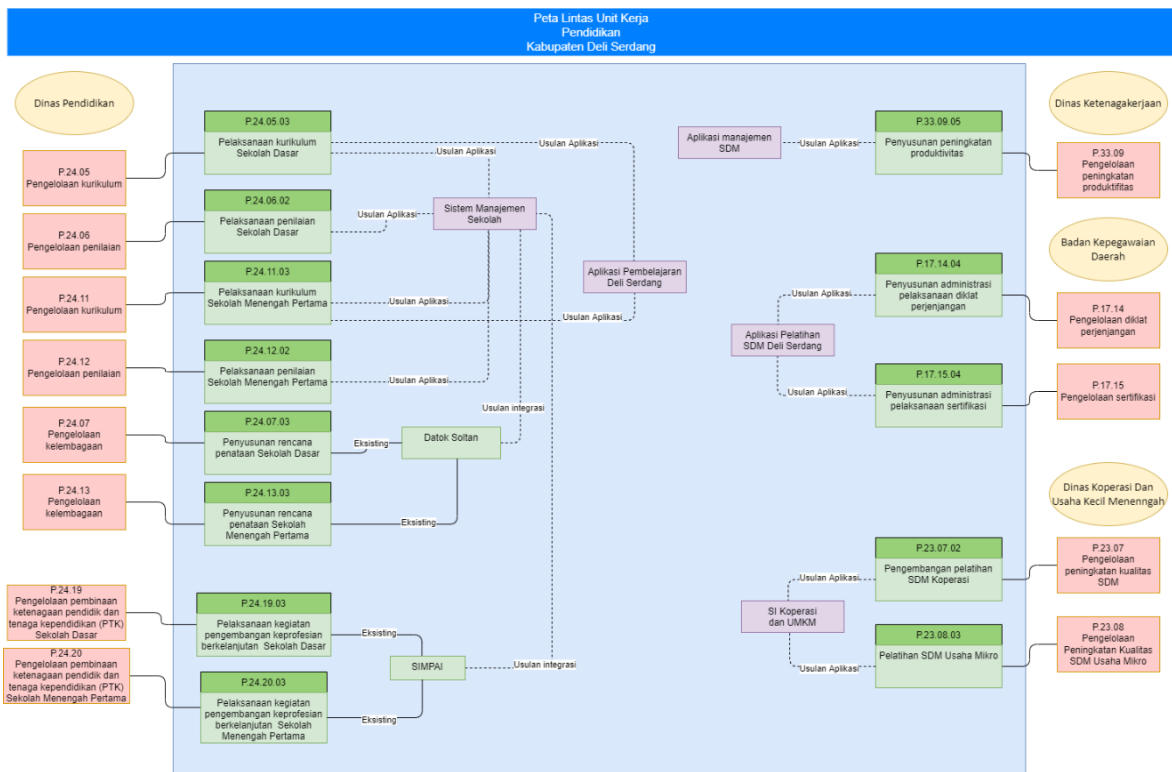 Peta Lintas Unit Kerja
Pendidikan
Kabupaten Deli Serdang
Dinas Pendidikan
P.24.05
Pengelolaan kurikulum
P.24.06
Pengelolaan penilaian
P.24.11
Pengelolaan kurikulum
P.24.12
Pengelolaan penilaian
P.24.07
Pengelolaan
kelembagaan
P.24.13
Pengelolaan
kelembagaan
P.24.19
Pengelolaan pembinaan
ketenagaan pendidik dan
tenaga kependidikan (PTK)
Sekolah Dasar
P.24.20
Pengelolaan pembinaan
ketenagaan pendidik dan
tenaga kependidikan (PTK)
Sekolah Menengah Pertama
P.24.05.03
Pelaksanaan kurikulum
Sekolah Dasar
P.24.06.02
Pelaksanaan penilaian
Sekolah Dasar
P.24.11.03
Pelaksanaan kurikulum
Sekolah Menengah Pertama
P.24.12.02
Pelaksanaan penilaian
Sekolah Menengah Pertama
P.24.07.03
Penyusunan rencana
penataan Sekolah Dasar
P.24.13.03
Penyusunan rencana
penataan Sekolah
Menengah Pertama
P.24.19.03
Pelaksanaan kegiatan
pengembangan keprofesian
berkelanjutan Sekolah Dasar
P.24.20.03
Pelaksanaan kegiatan
pengembangan keprofesian
berkelanjutan Sekolah
Menengah Pertama
Usulan Aplikasi
Usulan Aplikasi
Usulan Aplikasi
Usulan Aplikasi
Usulan Aplikasi
Usulan Aplikasi
Sistem Manajemen
Sekolah
Aplikasi Pembelajaran
Deli Serdang
Usulan integrasi
Eksisting
Datok Soltan
Eksisting
Eksisting
SIMPAI
Usulan integrasi
Eksisting
Aplikasi manajemen
SDM
Usulan Aplikasi
P.33.09.05
Penyusunan peningkatan
produktivitas
Usulan Aplikasi
Aplikasi Pelatihan
SDM Deli Serdang
Usulan Aplikasi
P.17.14.04
Penyusunan administrasi
pelaksanaan diklat
perjenjangan
P.17.15.04
Penyusunan administrasi
pelaksanaan sertifikasi
Usulan Aplikasi
SI Koperasi
dan UMKM
Usulan Aplikasi
P.23.07.02
Pengembangan pelatihan
SDM Koperasi
P.23.08.03
Pelatihan SDM Usaha Mikro
Dinas Ketenagakerjaan
P.33.09
Pengelolaan
peningkatan
produktifitas
Badan Kepegawaian
Daerah
P.17.14
Pengelolaan diklat
perjenjangan
P.17.15
Pengelolaan sertifikasi
Dinas Koperasi Dan
Usaha Kecil Menenngah
P.23.07
Pengelolaan
peningkatan kualitas
SDM
P.23.08
Pengelolaan
Peningkatan Kualitas
SDM Usaha Mikro